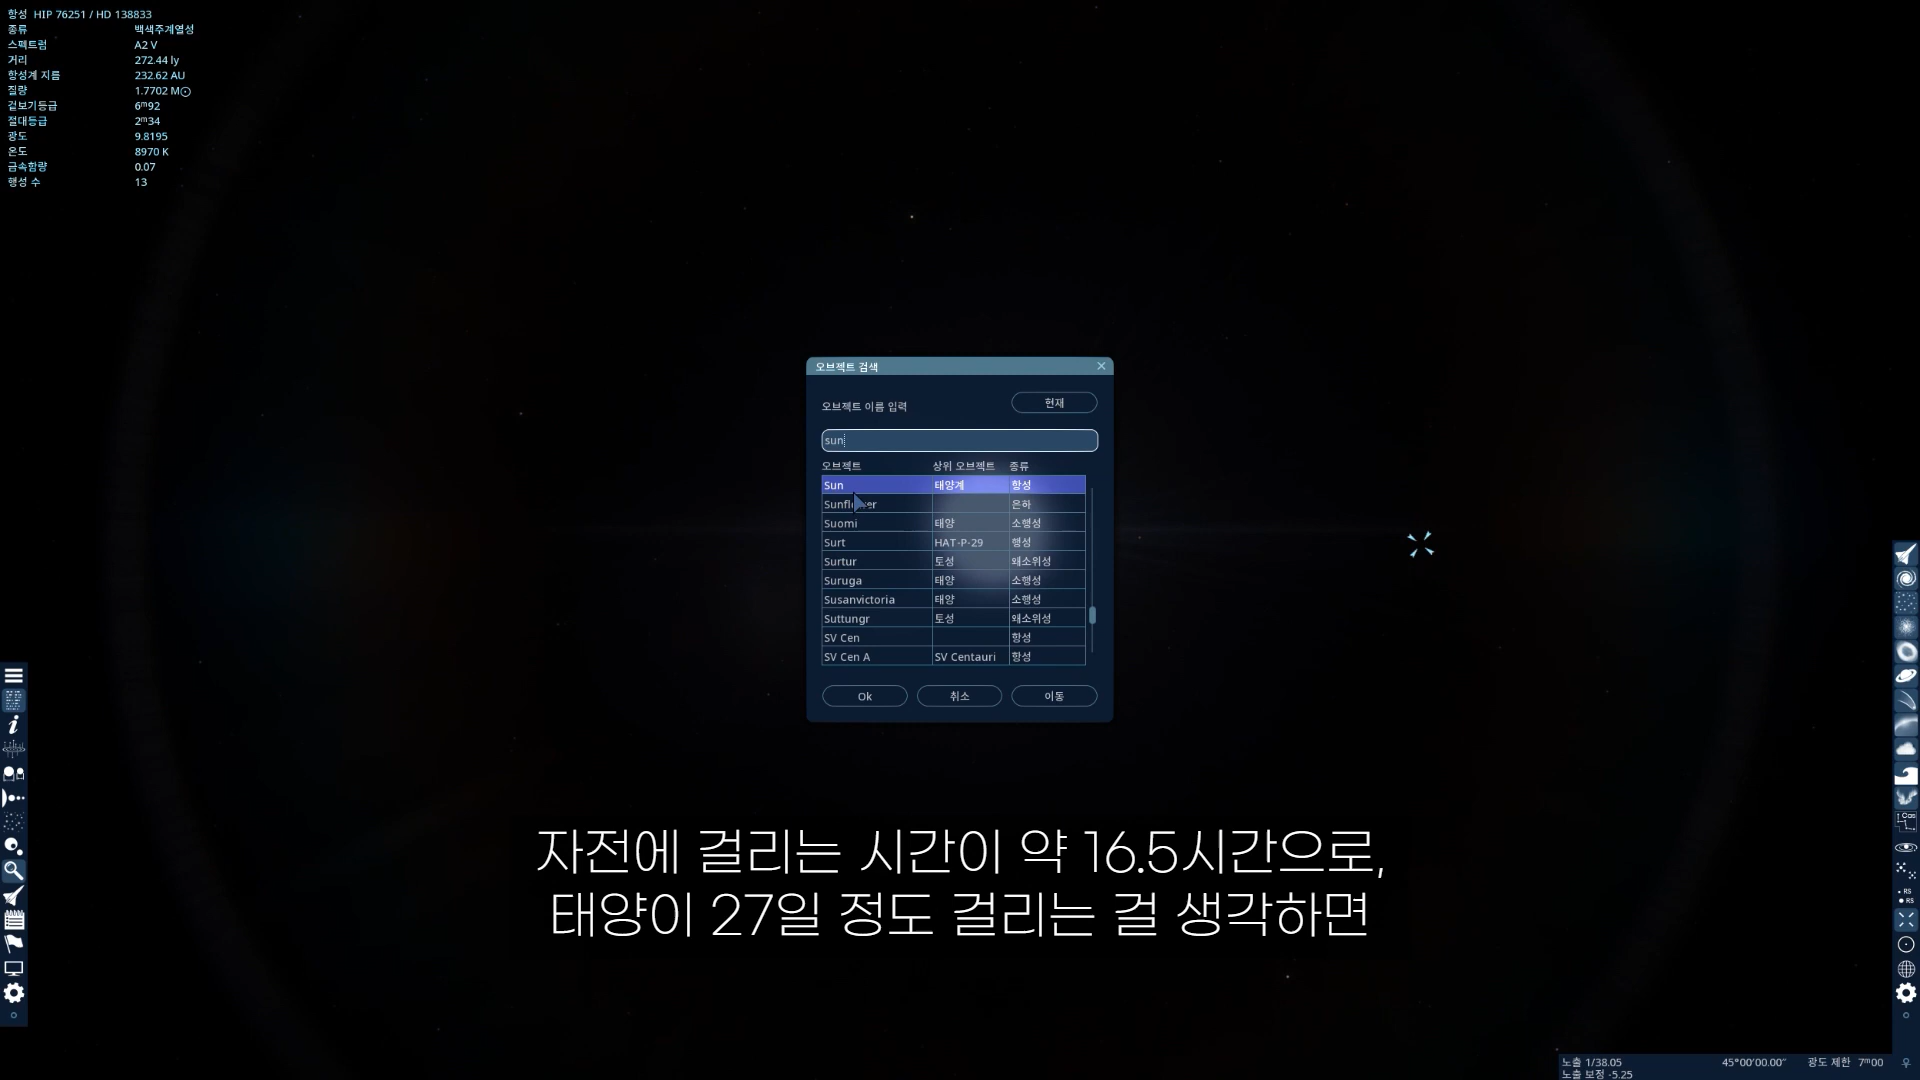 항성 HIP 76251 / HD 138833
종류 백색주계열성
스펙트럼 A2 V
거리 272.44 ly
항성계 지름 232.62 AU
질량 1.7702 M⊙
겉보기등급 6ᵐ92
절대등급 2ᵐ34
광도 9.8195
온도 8970 K
금속함량 0.07
행성 수 13
오브젝트 검색
오브젝트 이름 입력 현재
sun
오브젝트 상위 오브젝트 종류
Sun 태양계 항성
Sunflower 은하
Suomi 태양 소행성
Surt HAT-P-29 행성
Surtur 토성 왜소위성
Suruga 태양 소행성
Susanvictoria 태양 소행성
Suttungr 토성 왜소위성
SV Cen 항성
SV Cen A SV Centauri 항성
Ok 취소 이동
자전에 걸리는 시간이 약 16.5시간으로,
태양이 27일 정도 걸리는 걸 생각하면
Cas
RS
RS
노출 1/38.05 45°00′00.00″ 광도 제한 7ᵐ00
노출 보정 -5.25